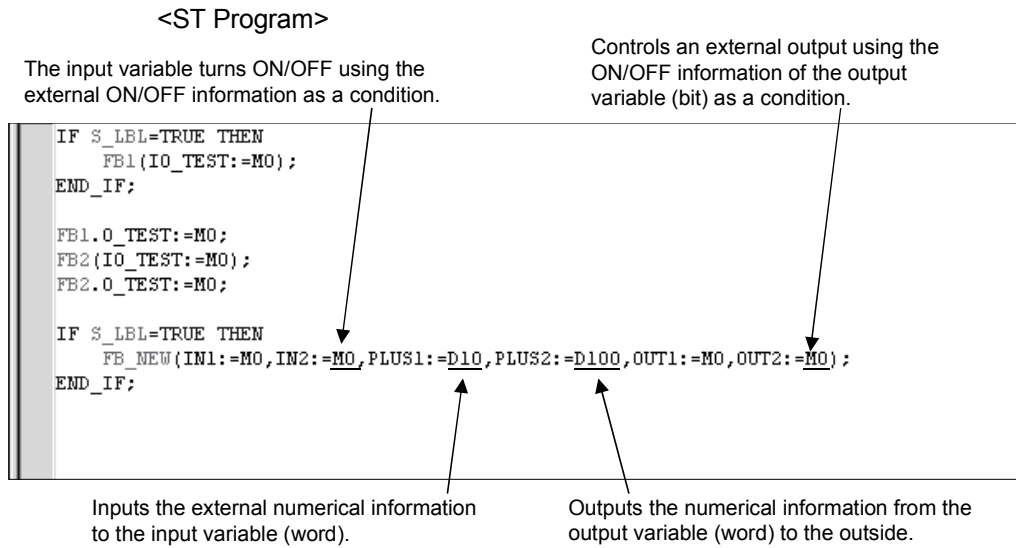 <ST Program>
The input variable turns ON/OFF using the
external ON/OFF information as a condition.
Controls an external output using the
ON/OFF information of the output
variable (bit) as a condition.
IF S_LBL=TRUE THEN
FB1(IO_TEST:=M0);
END_IF;
FB1.O_TEST:=M0;
FB2(IO_TEST:=M0);
FB2.O_TEST:=M0;
IF S_LBL=TRUE THEN
FB_NEW(IN1:=M0,IN2:=M0,PLUS1:=D10,PLUS2:=D100,OUT1:=M0,OUT2:=M0);
END_IF;
Inputs the external numerical information
to the input variable (word).
Outputs the numerical information from the
output variable (word) to the outside.